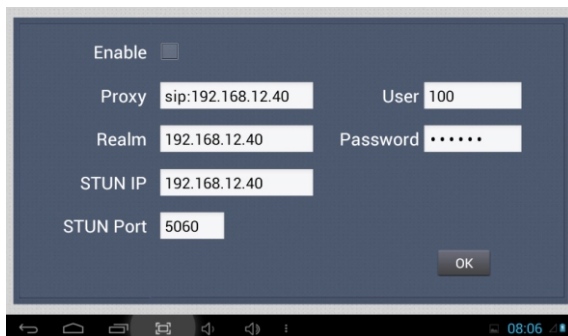 Enable
Proxy sip:192.168.12.40 User 100
Realm 192.168.12.40 Password ••••••
STUN IP 192.168.12.40
STUN Port 5060
OK
08:06